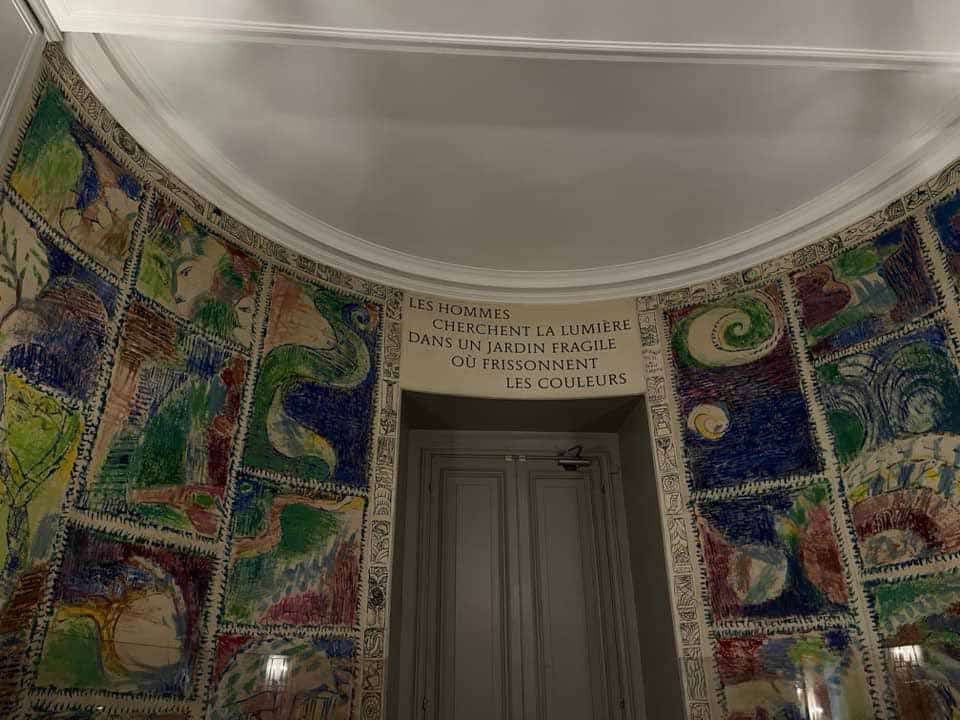 LES HOMMES
CHERCHENT LA LUMIÈRE
DANS UN JARDIN FRAGILE
OÙ FRISSONNENT
LES COULEURS